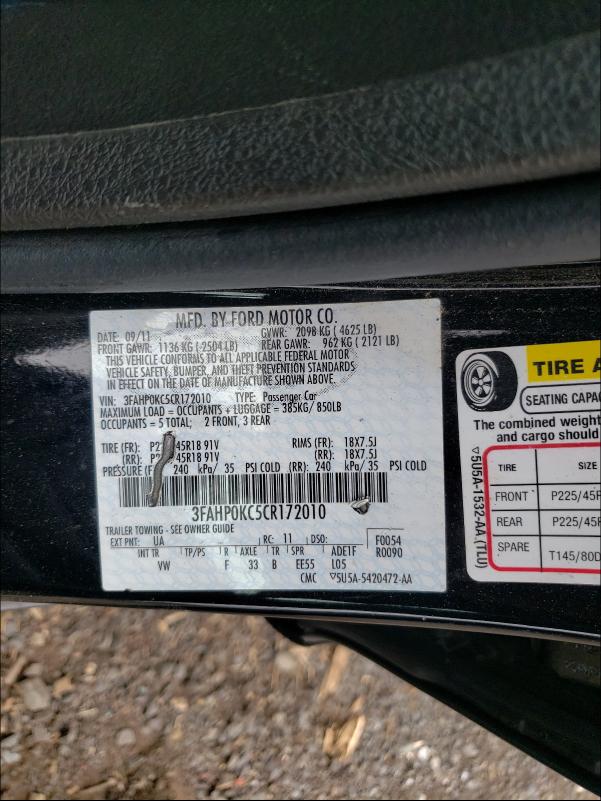 MFD. BY FORD MOTOR CO.
DATE: 09/11 GVWR: 2098 KG ( 4625 LB)
FRONT GAWR: 1136 KG ( 2504 LB) REAR GAWR: 962 KG ( 2121 LB)
THIS VEHICLE CONFORMS TO ALL APPLICABLE FEDERAL MOTOR
VEHICLE SAFETY, BUMPER, AND THEFT PREVENTION STANDARDS
IN EFFECT ON THE DATE OF MANUFACTURE SHOWN ABOVE.
VIN: 3FAHP0KC5CR172010 TYPE: Passenger Car
MAXIMUM LOAD = OCCUPANTS + LUGGAGE = 385KG/ 850LB
OCCUPANTS = 5 TOTAL; 2 FRONT, 3 REAR
TIRE (FR): P2 45R18 91V RIMS (FR): 18X7.5J
(RR): P 45R18 91V (RR): 18X7.5J
PRESSURE (F 240 kPa/ 35 PSI COLD (RR): 240 kPa/ 35 PSI COLD
3FAHP0KC5CR172010
TRAILER TOWING - SEE OWNER GUIDE
EXT PNT: UA RC: 11 DSO: F0054
INT TR TP/PS R AXLE TR SPR ADE1F R0090
VW F 33 B EE55 L05
CMC ▽5U5A-5420472-AA
TIRE A
SEATING CAPAC
The combined weight
and cargo should
▽5U5A-1532-AA (TLU)
TIRE SIZE
FRONT P225/45R
REAR P225/45R
SPARE T145/80D